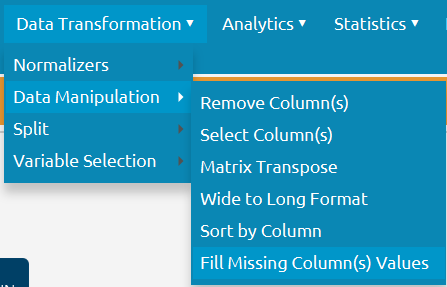 Data Transformation ▾ Analytics ▾ Statistics ▾
Normalizers
Data Manipulation
Split
Variable Selection
Remove Column(s)
Select Column(s)
Matrix Transpose
Wide to Long Format
Sort by Column
Fill Missing Column(s) Values